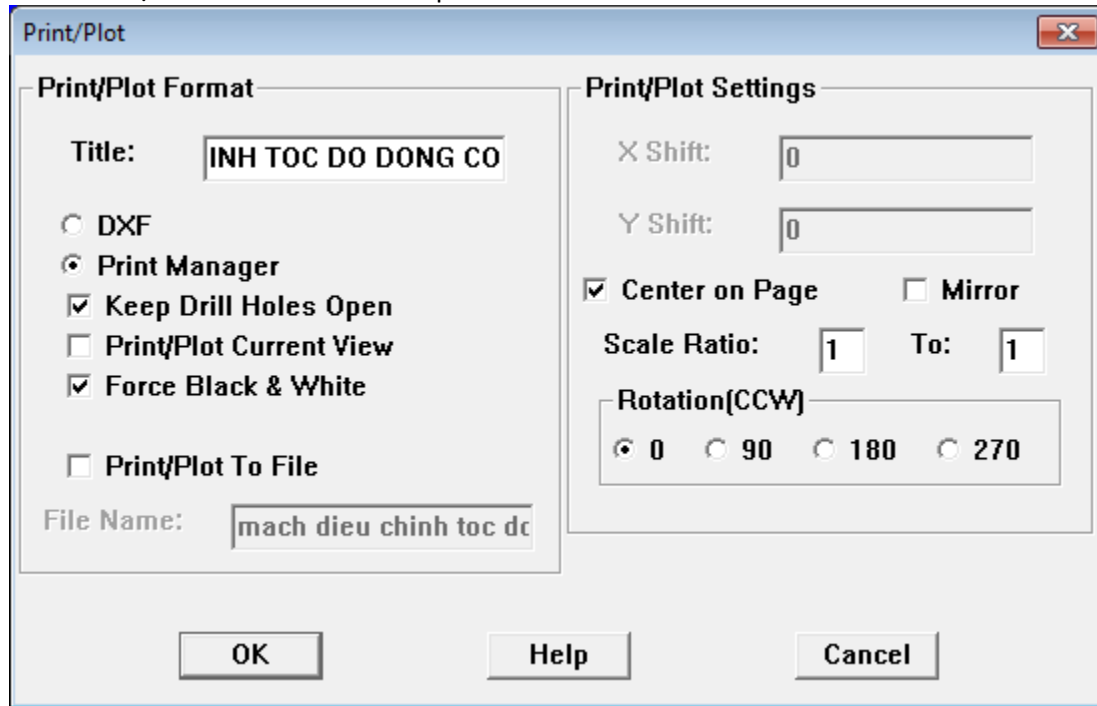 Print/Plot
Print/Plot Format
Title: INH TOC DO DONG CO
DXF
Print Manager
Keep Drill Holes Open
Print/Plot Current View
Force Black & White
Print/Plot To File
File Name: mach dieu chinh toc dc
Print/Plot Settings
X Shift: 0
Y Shift: 0
Center on Page Mirror
Scale Ratio: 1 To: 1
Rotation(CCW)
0 90 180 270
OK Help Cancel